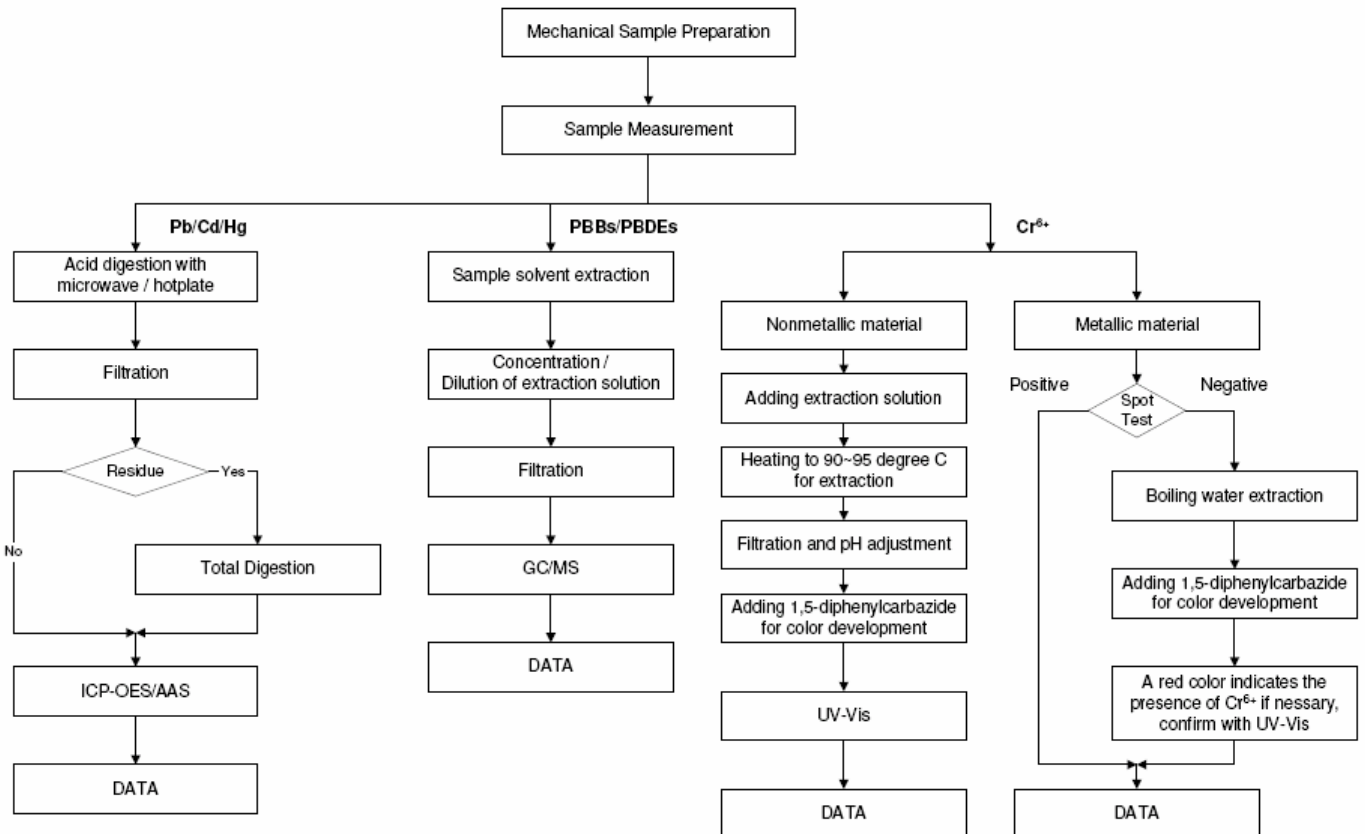 Mechanical Sample Preparation
Sample Measurement
Pb/Cd/Hg
Acid digestion with
microwave / hotplate
Filtration
Residue
Yes
No
Total Digestion
ICP-OES/AAS
DATA
PBBs/PBDEs
Sample solvent extraction
Concentration /
Dilution of extraction solution
Filtration
GC/MS
DATA
Cr⁶⁺
Nonmetallic material
Adding extraction solution
Heating to 90~95 degree C
for extraction
Filtration and pH adjustment
Adding 1,5-diphenylcarbazide
for color development
UV-Vis
DATA
Metallic material
Positive
Negative
Spot
Test
Boiling water extraction
Adding 1,5-diphenylcarbazide
for color development
A red color indicates the
presence of Cr⁶⁺ if nessary,
confirm with UV-Vis
DATA